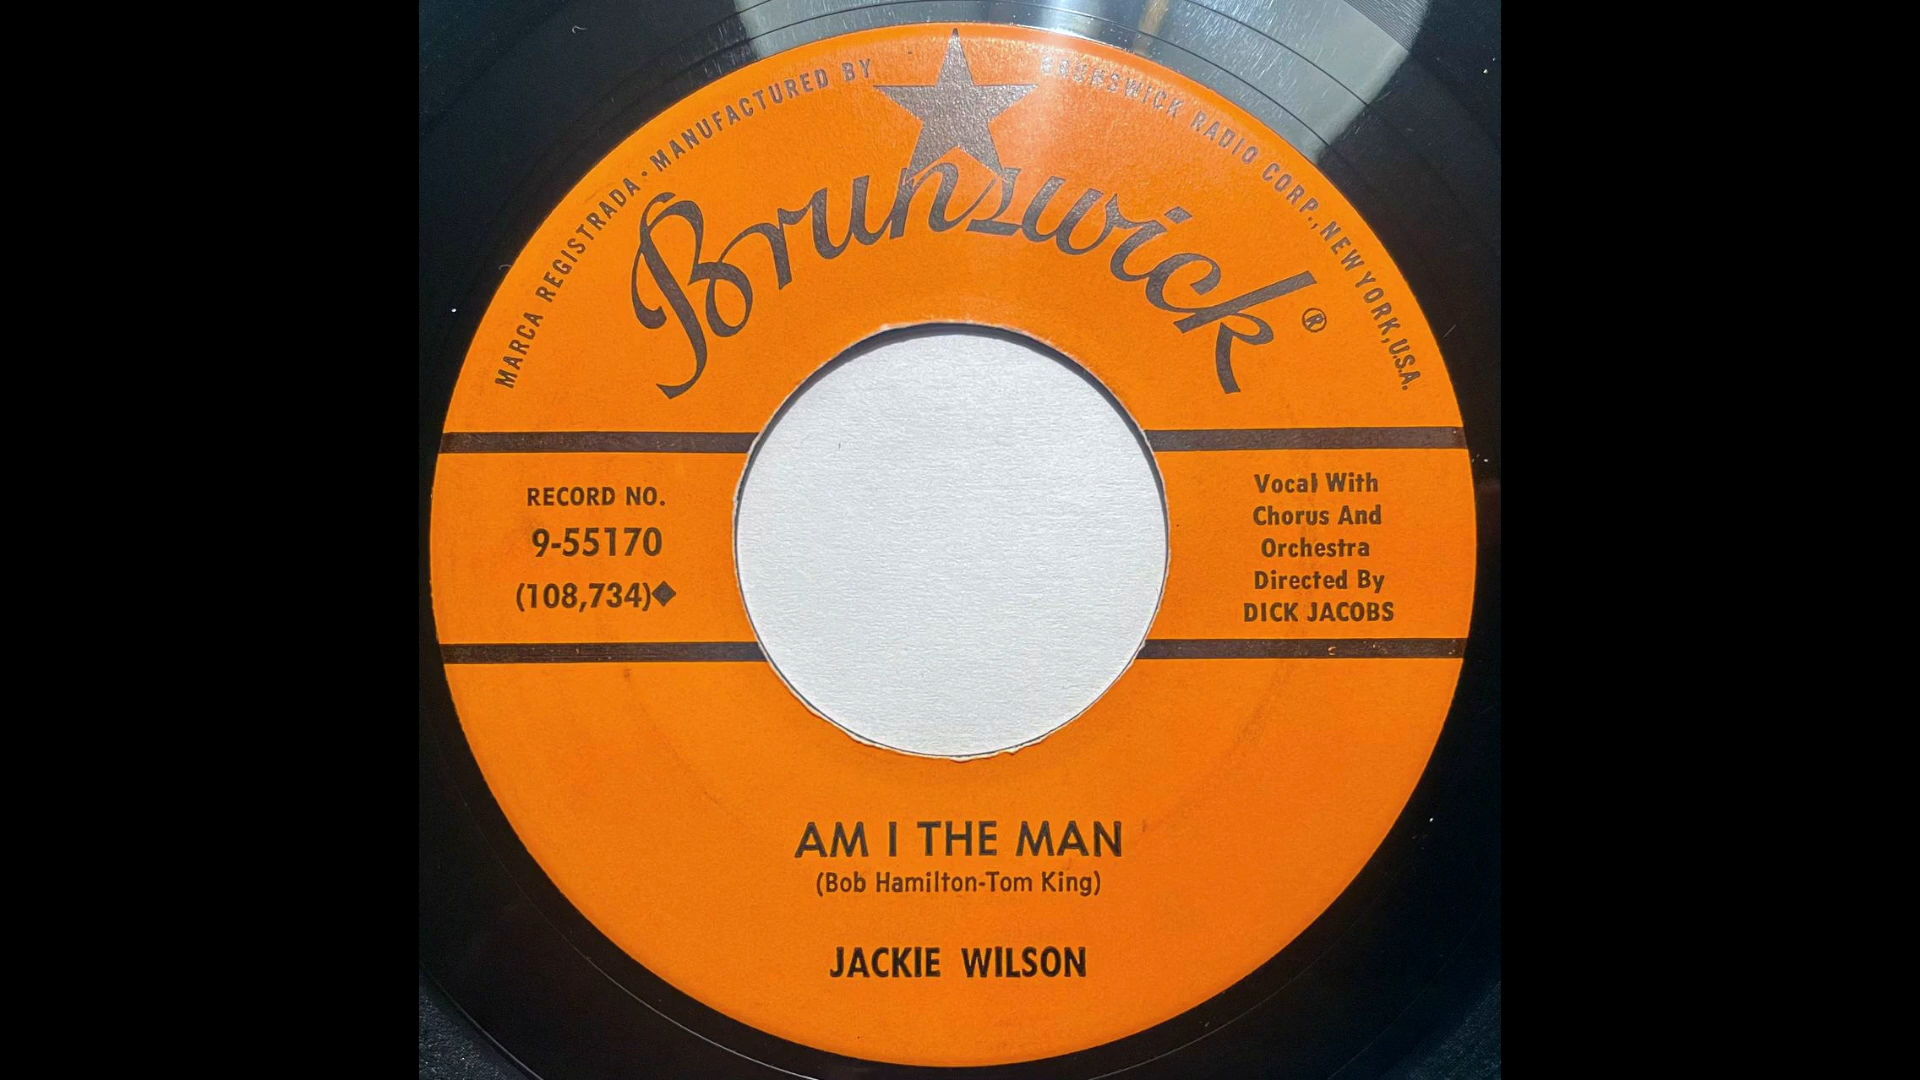 MARCA REGISTRADA • MANUFACTURED BY BRUNSWICK RADIO CORP., NEW YORK, U.S.A.
Brunswick®
RECORD NO.
9-55170
(108,734)◆
Vocal With
Chorus And
Orchestra
Directed By
DICK JACOBS
AM I THE MAN
(Bob Hamilton-Tom King)
JACKIE WILSON